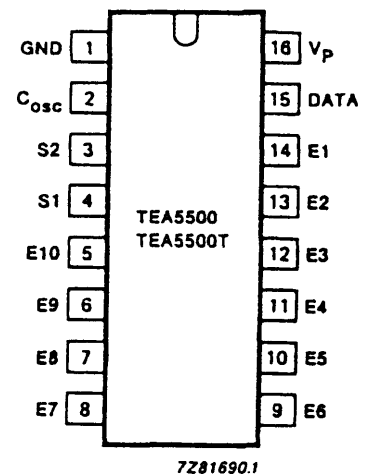 GND 1 16 Vp
Cosc 2 15 DATA
S2 3 14 E1
S1 4 13 E2
TEA5500
TEA5500T
E10 5 12 E3
E9 6 11 E4
E8 7 10 E5
E7 8 9 E6
7Z81690.1